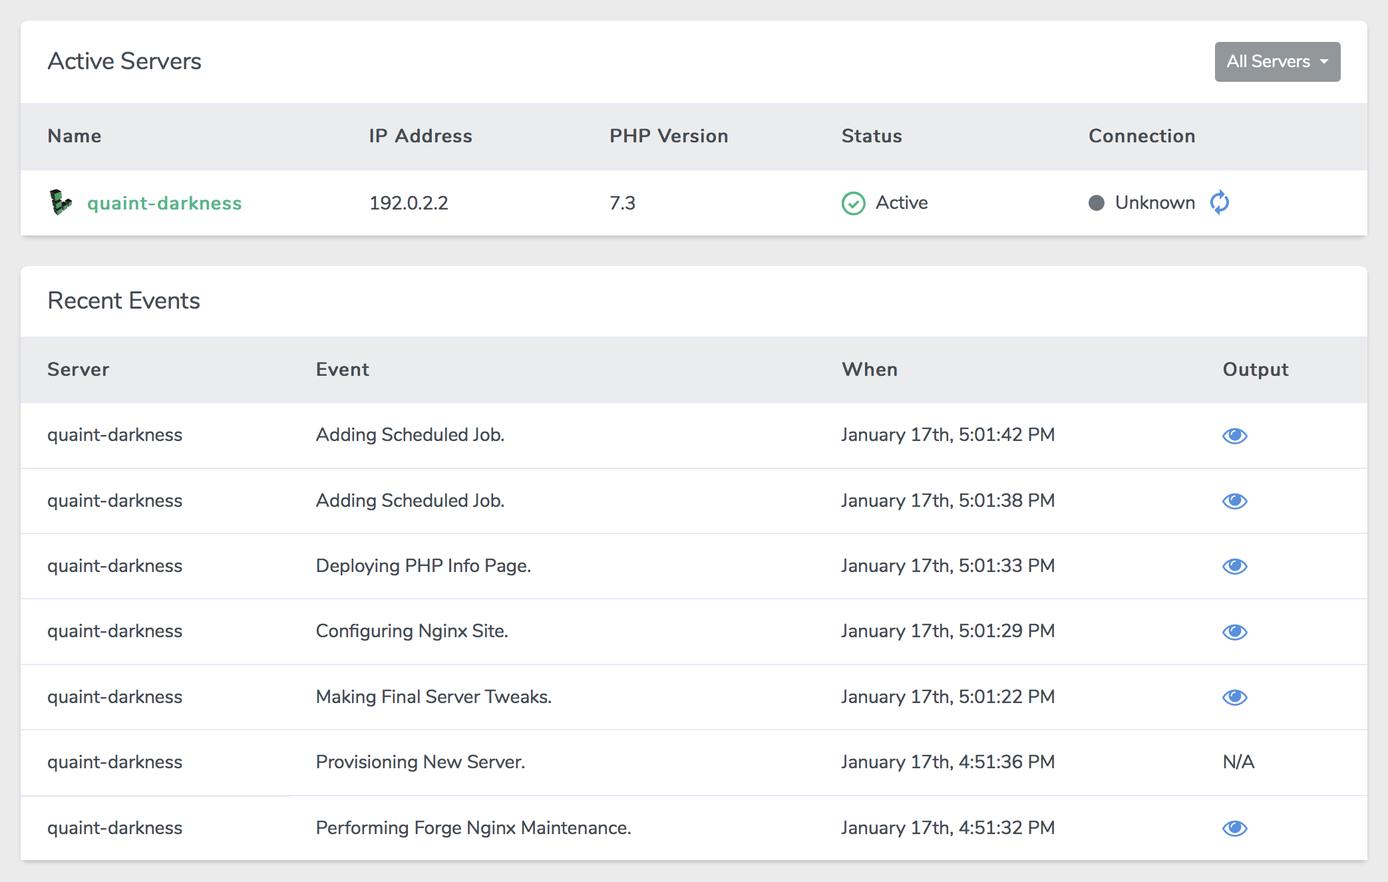 Active Servers
All Servers
Name IP Address PHP Version Status Connection
quaint-darkness 192.0.2.2 7.3 Active Unknown
Recent Events
Server Event When Output
quaint-darkness Adding Scheduled Job. January 17th, 5:01:42 PM
quaint-darkness Adding Scheduled Job. January 17th, 5:01:38 PM
quaint-darkness Deploying PHP Info Page. January 17th, 5:01:33 PM
quaint-darkness Configuring Nginx Site. January 17th, 5:01:29 PM
quaint-darkness Making Final Server Tweaks. January 17th, 5:01:22 PM
quaint-darkness Provisioning New Server. January 17th, 4:51:36 PM N/A
quaint-darkness Performing Forge Nginx Maintenance. January 17th, 4:51:32 PM